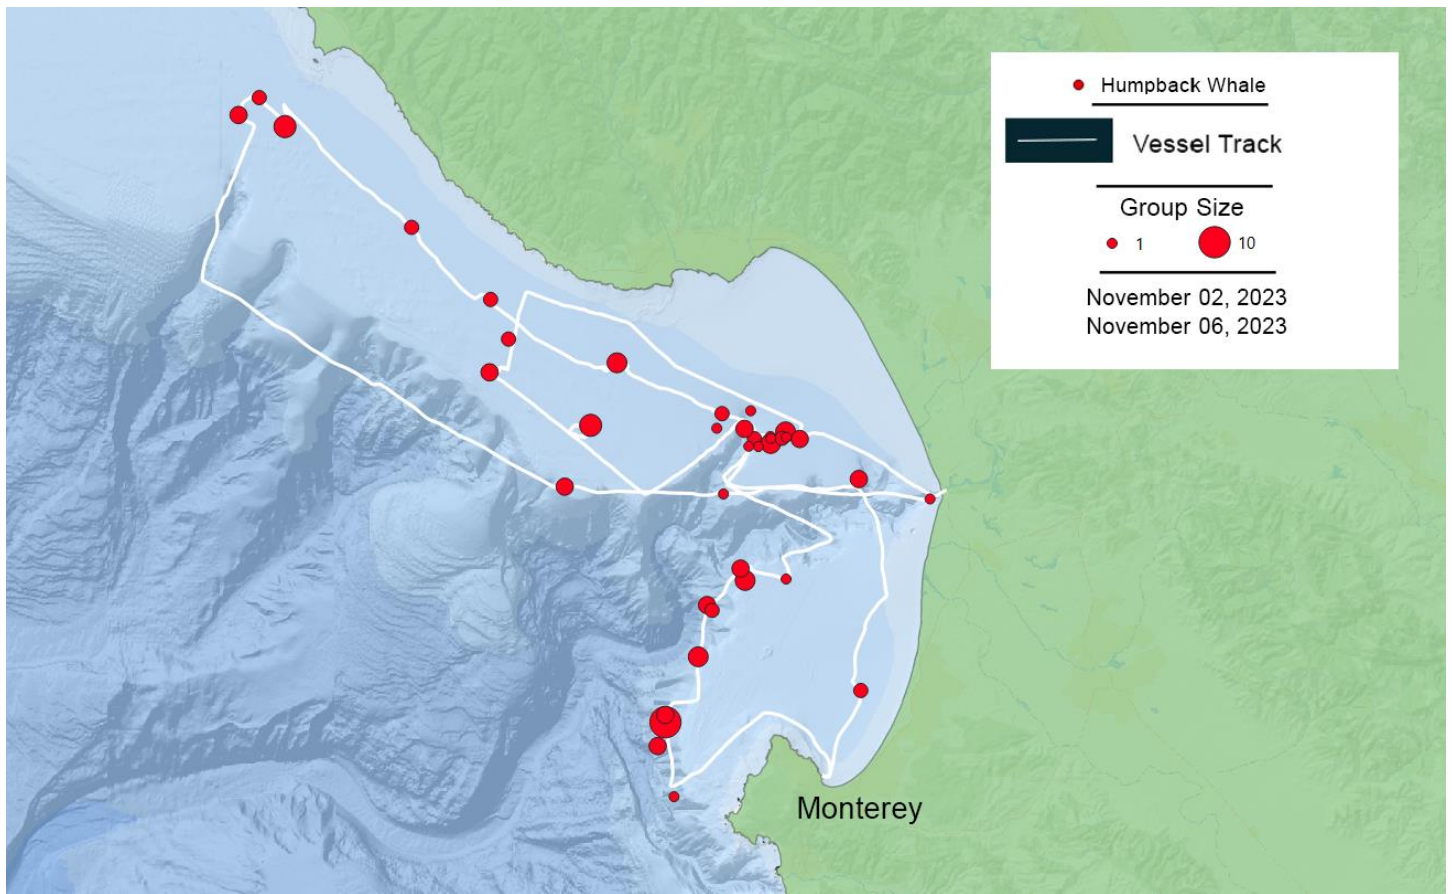 Humpback Whale
Vessel Track
Group Size
1 10
November 02, 2023
November 06, 2023
Monterey